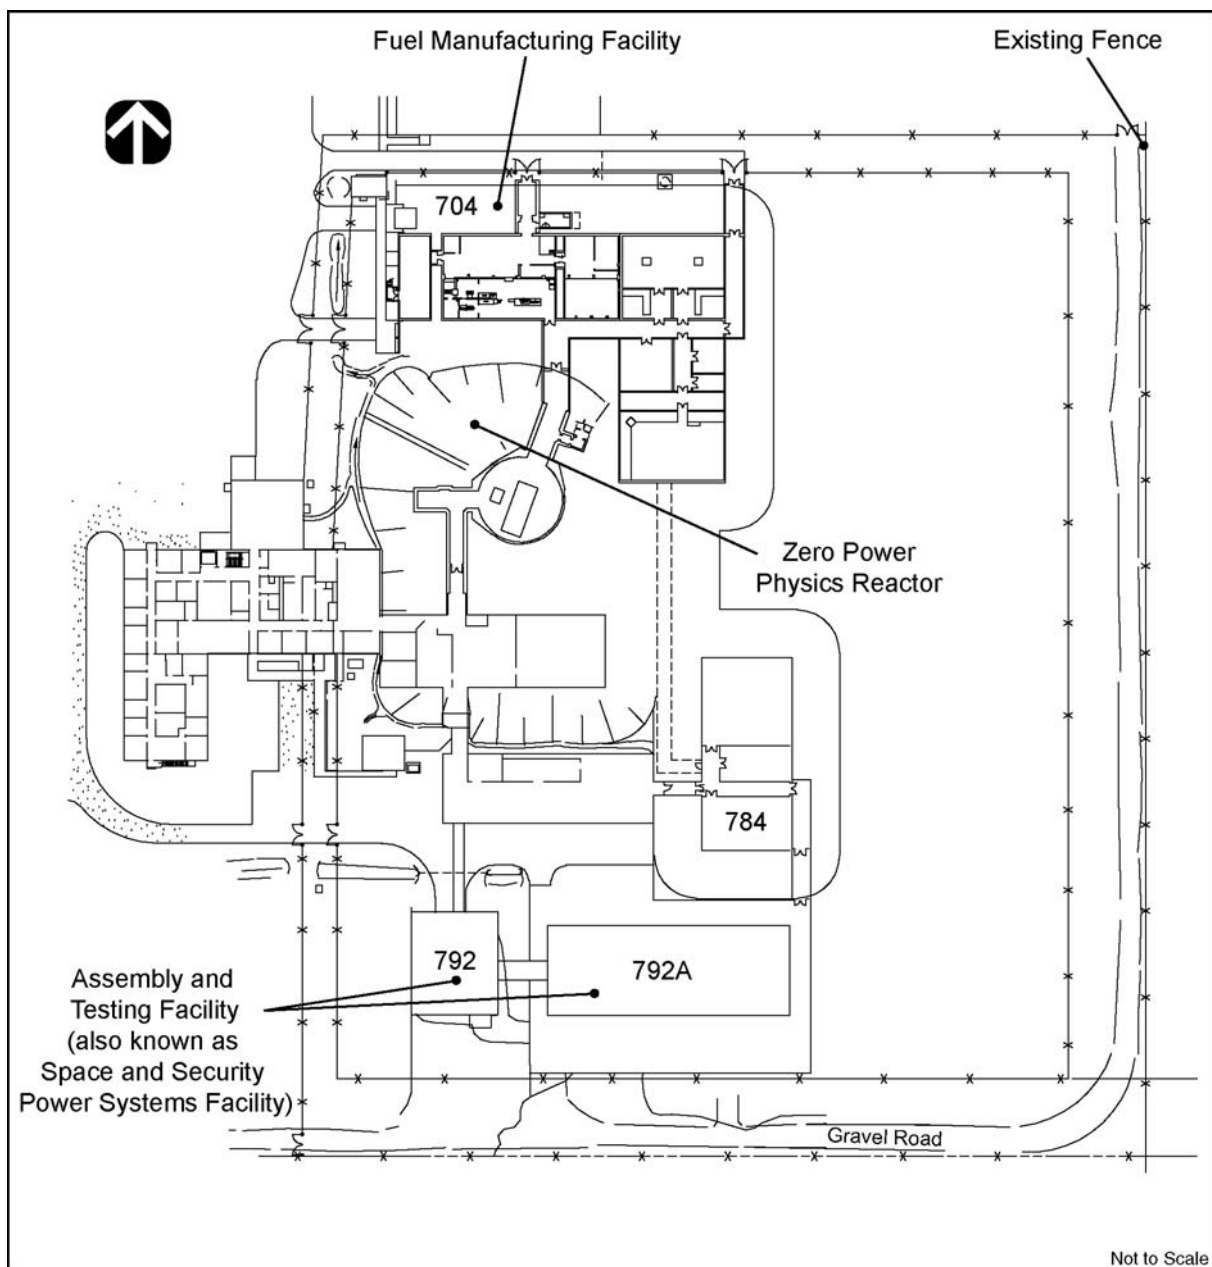 Fuel Manufacturing Facility
Existing Fence
704
Zero Power
Physics Reactor
784
792
792A
Assembly and
Testing Facility
(also known as
Space and Security
Power Systems Facility)
Gravel Road
Not to Scale